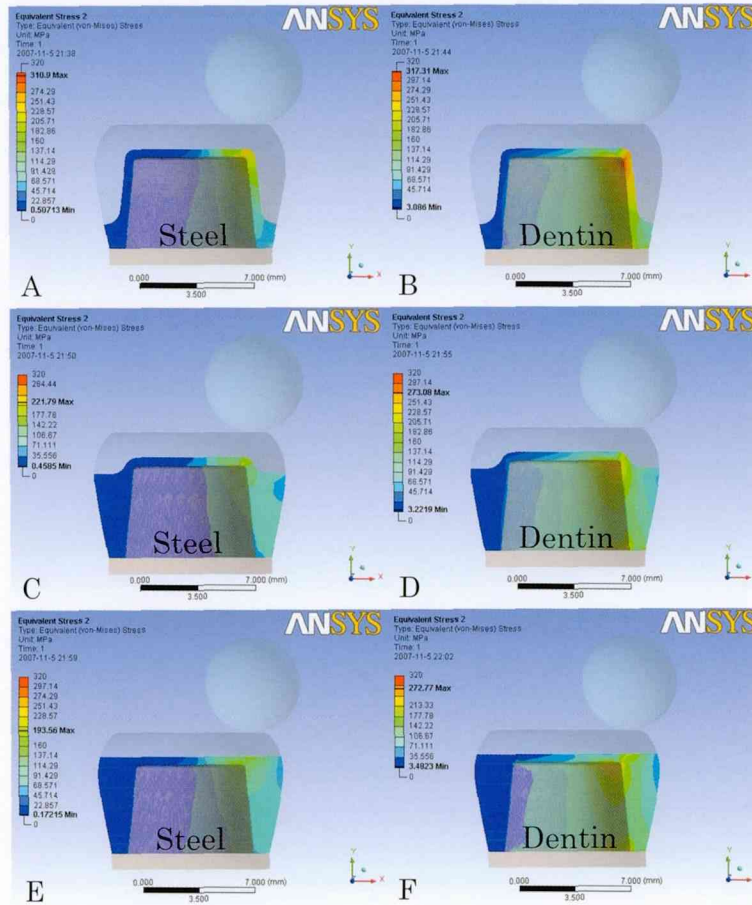 Equivalent Stress 2
Type: Equivalent (von-Mises) Stress
Unit: MPa
Time: 1
2007-11-5 21:38
320
310.9 Max
274.29
251.43
228.57
205.71
182.86
160
137.14
114.29
91.429
68.571
45.714
22.857
0.50713 Min
0
ANSYS
Steel
Y
X
0.000
7.000 (mm)
3.500
A
Equivalent Stress 2
Type: Equivalent (von-Mises) Stress
Unit: MPa
Time: 1
2007-11-5 21:44
320
317.31 Max
297.14
274.29
251.43
228.57
205.71
182.86
160
137.14
114.29
91.429
68.571
45.714
3.086 Min
0
ANSYS
Dentin
Y
X
0.000
7.000 (mm)
3.500
B
Equivalent Stress 2
Type: Equivalent (von-Mises) Stress
Unit: MPa
Time: 1
2007-11-5 21:50
320
284.44
221.79 Max
177.78
142.22
106.67
71.111
35.556
0.4585 Min
0
ANSYS
Steel
Y
X
0.000
7.000 (mm)
3.500
C
Equivalent Stress 2
Type: Equivalent (von-Mises) Stress
Unit: MPa
Time: 1
2007-11-5 21:55
320
297.14
273.08 Max
251.43
228.57
205.71
182.86
160
137.14
114.29
91.429
68.571
45.714
3.2219 Min
0
ANSYS
Dentin
Y
X
0.000
7.000 (mm)
3.500
D
Equivalent Stress 2
Type: Equivalent (von-Mises) Stress
Unit: MPa
Time: 1
2007-11-5 21:59
320
297.14
274.29
251.43
228.57
193.56 Max
160
137.14
114.29
91.429
68.571
45.714
22.857
0.17215 Min
0
ANSYS
Steel
Y
X
0.000
7.000 (mm)
3.500
E
Equivalent Stress 2
Type: Equivalent (von-Mises) Stress
Unit: MPa
Time: 1
2007-11-5 22:02
320
272.77 Max
213.33
177.78
142.22
106.67
71.111
35.556
3.4823 Min
0
ANSYS
Dentin
Y
X
0.000
7.000 (mm)
3.500
F